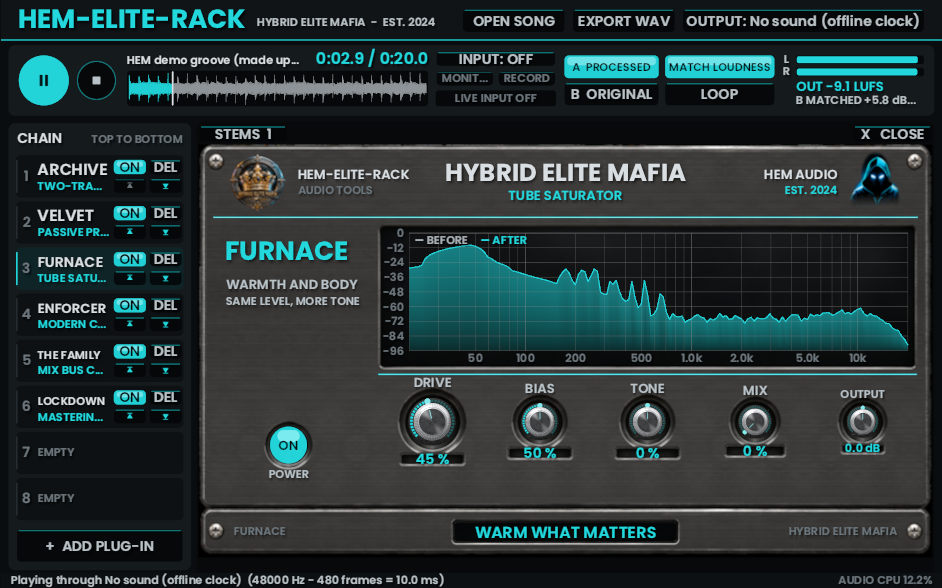 HEM-ELITE-RACK HYBRID ELITE MAFIA - EST. 2024 OPEN SONG EXPORT WAV OUTPUT: No sound (offline clock)
HEM demo groove (made up... 0:02.9 / 0:20.0
INPUT: OFF
MONIT... RECORD
LIVE INPUT OFF
A PROCESSED MATCH LOUDNESS
B ORIGINAL LOOP
L
R
OUT -9.1 LUFS
B MATCHED +5.8 dB...
CHAIN TOP TO BOTTOM
1 ARCHIVE ON DEL
TWO-TRA...
2 VELVET ON DEL
PASSIVE PR...
3 FURNACE ON DEL
TUBE SATU...
4 ENFORCER ON DEL
MODERN C...
5 THE FAMILY ON DEL
MIX BUS C...
6 LOCKDOWN ON DEL
MASTERIN...
7 EMPTY
8 EMPTY
+ ADD PLUG-IN
STEMS 1 X CLOSE
HEM-ELITE-RACK
AUDIO TOOLS
HYBRID ELITE MAFIA
TUBE SATURATOR
HEM AUDIO
EST. 2024
FURNACE
WARMTH AND BODY
SAME LEVEL, MORE TONE
BEFORE AFTER
0
-12
-24
-36
-48
-60
-72
-84
-96
50 100 200 500 1.0k 2.0k 5.0k 10k
DRIVE BIAS TONE MIX OUTPUT
45 % 50 % 0 % 0 % 0.0 dB
ON
POWER
FURNACE WARM WHAT MATTERS HYBRID ELITE MAFIA
Playing through No sound (offline clock) (48000 Hz - 480 frames = 10.0 ms) AUDIO CPU 12.2%